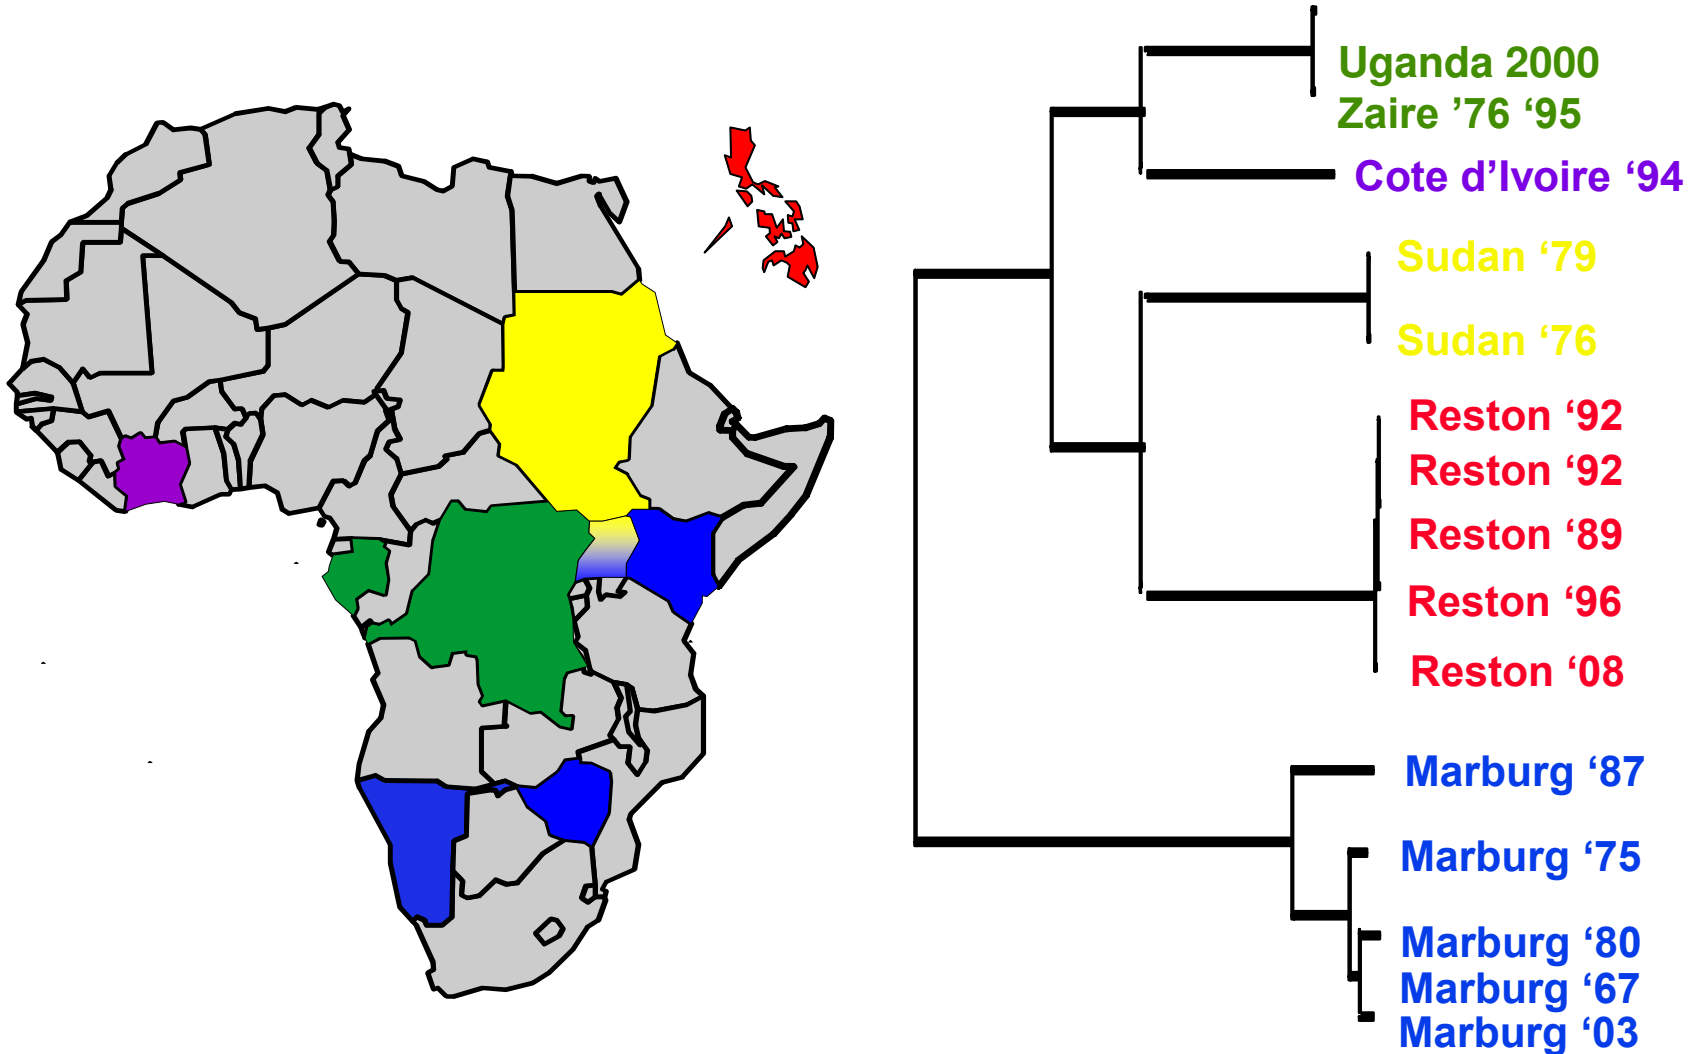 Uganda 2000
Zaire ’76 ‘95
Cote d’Ivoire ‘94
Sudan ‘79
Sudan ‘76
Reston ‘92
Reston ‘92
Reston ‘89
Reston ‘96
Reston ‘08
Marburg ‘87
Marburg ‘75
Marburg ‘80
Marburg ‘67
Marburg ‘03